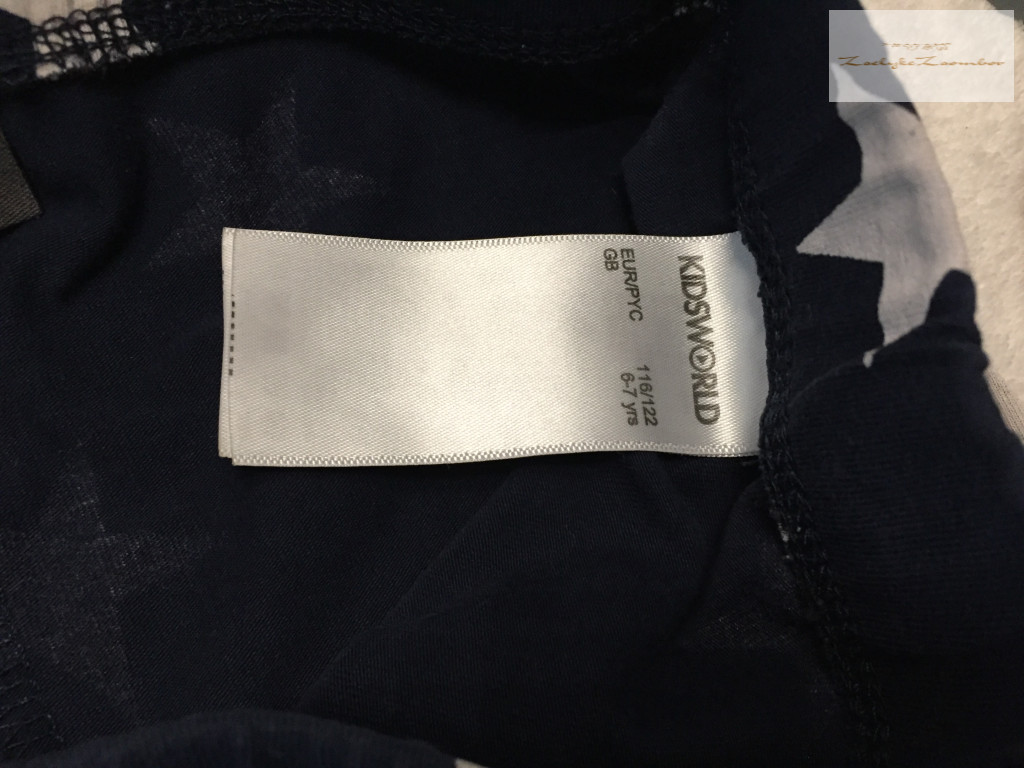 KIDSWORLD
EUR/PYC 116/122
GB 6-7 yrs